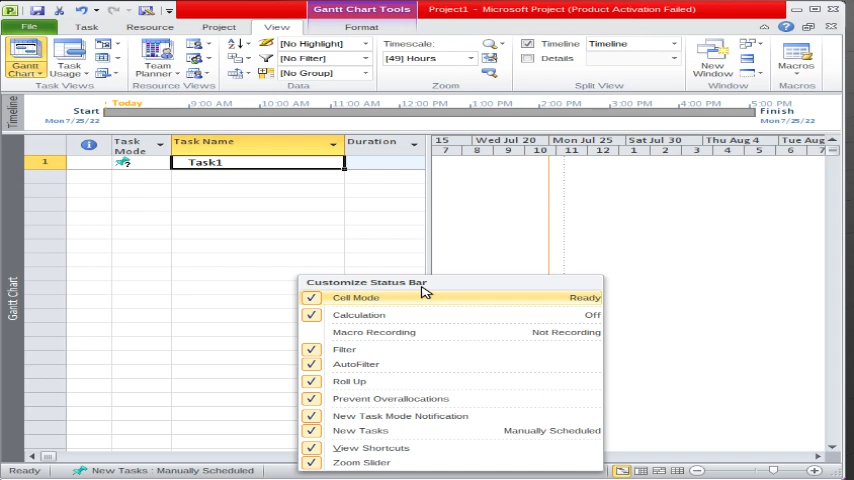 Gantt Chart Tools
Project1 - Microsoft Project (Product Activation Failed)
File Task Resource Project View Format
Gantt Chart
Task Usage
Team Planner
[No Highlight]
[No Filter]
[No Group]
Timescale:
[49] Hours
Timeline Timeline
Details
New Window
Macros
Task Views Resource Views Data Zoom Split View Macros
Timeline
Today 9:00 AM 10:00 AM 11:00 AM 12:00 PM 1:00 PM 2:00 PM 3:00 PM 4:00 PM 5:00 PM
Start
Mon 7/25/22
Finish
Mon 7/25/22
Task Mode Task Name Duration
15 Wed Jul 20 Mon Jul 25 Sat Jul 30 Thu Aug 4 Tue Aug
7 8 9 10 11 12 1 2 3 4 5 6 7
1 Task1
Gantt Chart
Customize Status Bar
Cell Mode Ready
Calculation Off
Macro Recording Not Recording
Filter
AutoFilter
Roll Up
Prevent Overallocations
New Task Mode Notification
New Tasks Manually Scheduled
View Shortcuts
Zoom Slider
Ready New Tasks : Manually Scheduled